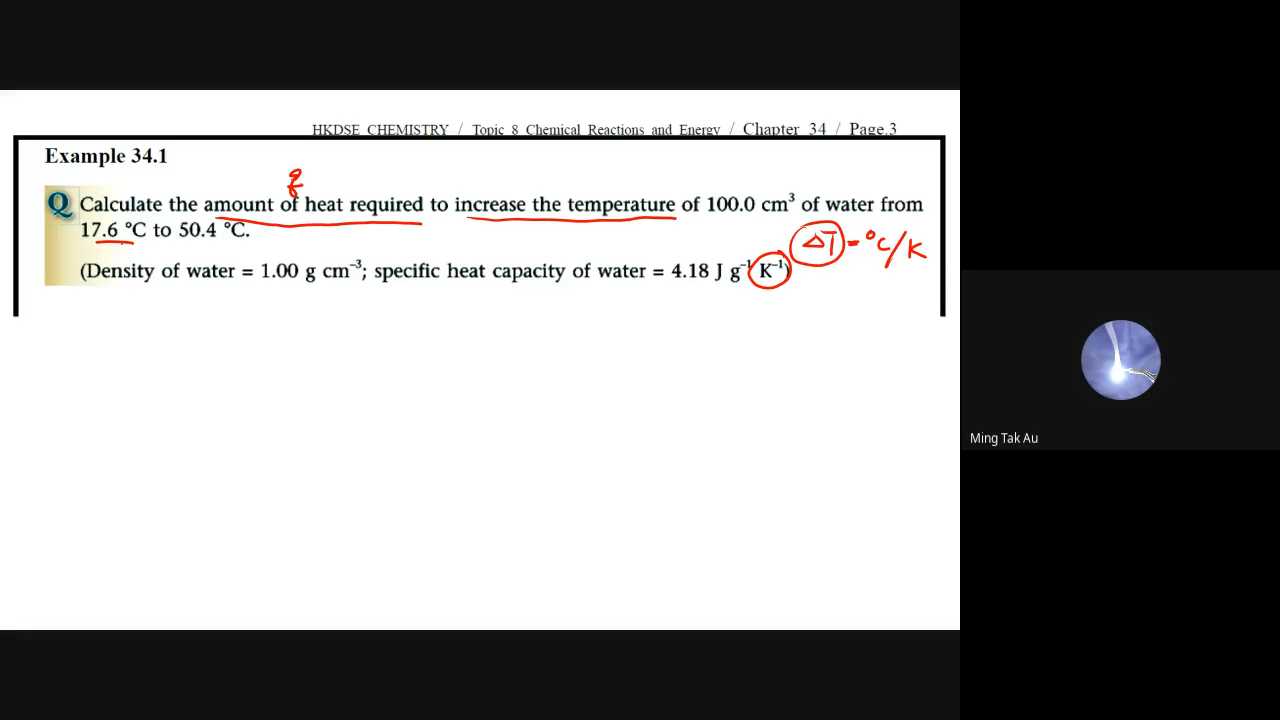 HKDSE CHEMISTRY / Topic 8 Chemical Reactions and Energy / Chapter 34 / Page.3
Example 34.1
q
Q Calculate the amount of heat required to increase the temperature of 100.0 cm³ of water from
17.6 °C to 50.4 °C.
ΔT = °C/K
(Density of water = 1.00 g cm⁻³; specific heat capacity of water = 4.18 J g⁻¹ K⁻¹)
Ming Tak Au